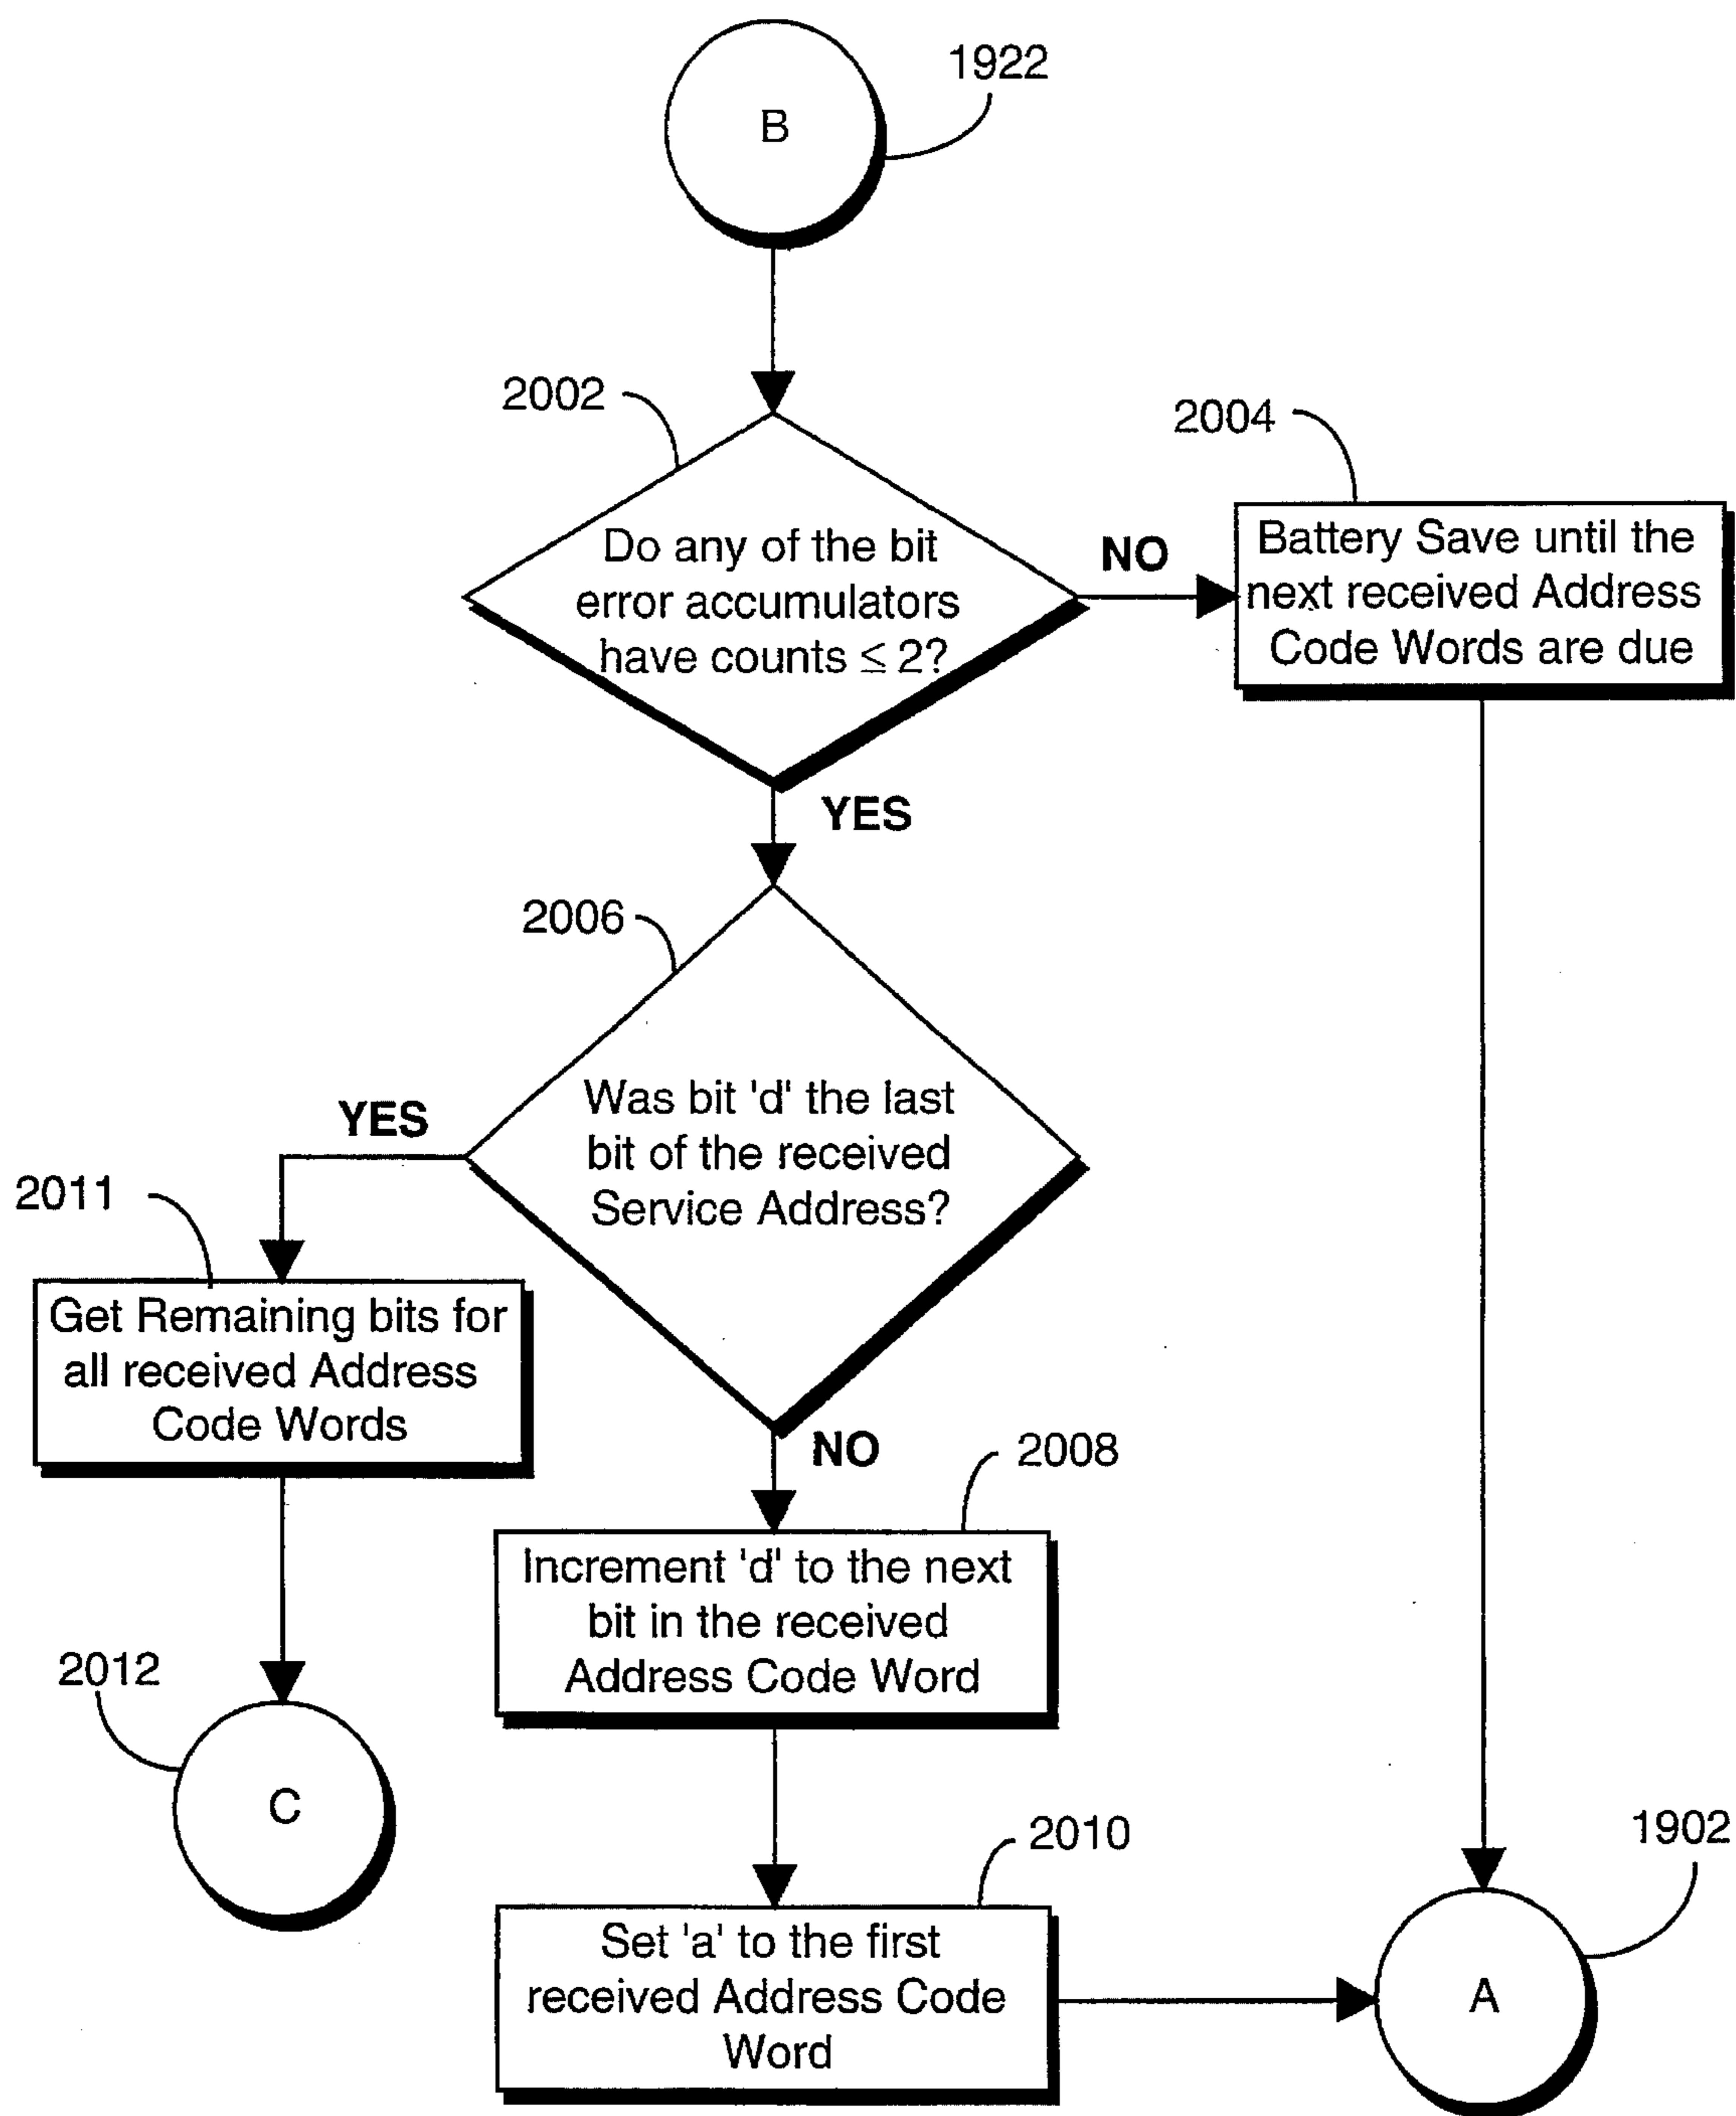 1922
B
2002
2004
Do any of the bit
error accumulators
have counts ≤ 2?
NO
Battery Save until the
next received Address
Code Words are due
YES
2006
Was bit 'd' the last
bit of the received
Service Address?
YES
2011
Get Remaining bits for
all received Address
Code Words
NO
2008
Increment 'd' to the next
bit in the received
Address Code Word
2012
C
2010
Set 'a' to the first
received Address Code
Word
1902
A